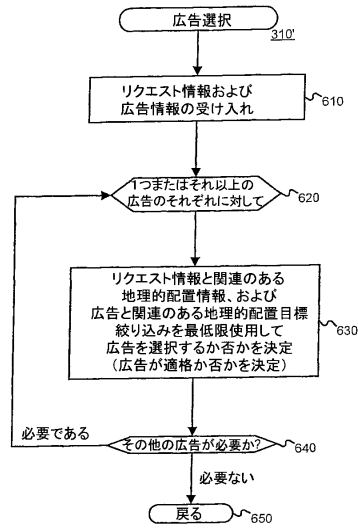 広告選択
310'
リクエスト情報および
広告情報の受け入れ
610
1つまたはそれ以上の
広告のそれぞれに対して
620
リクエスト情報と関連のある
地理的配置情報、および
広告と関連のある地理的配置目標
絞り込みを最低限使用して
広告を選択するか否かを決定
(広告が適格か否かを決定)
630
必要である
その他の広告が必要か?
640
必要ない
戻る
650